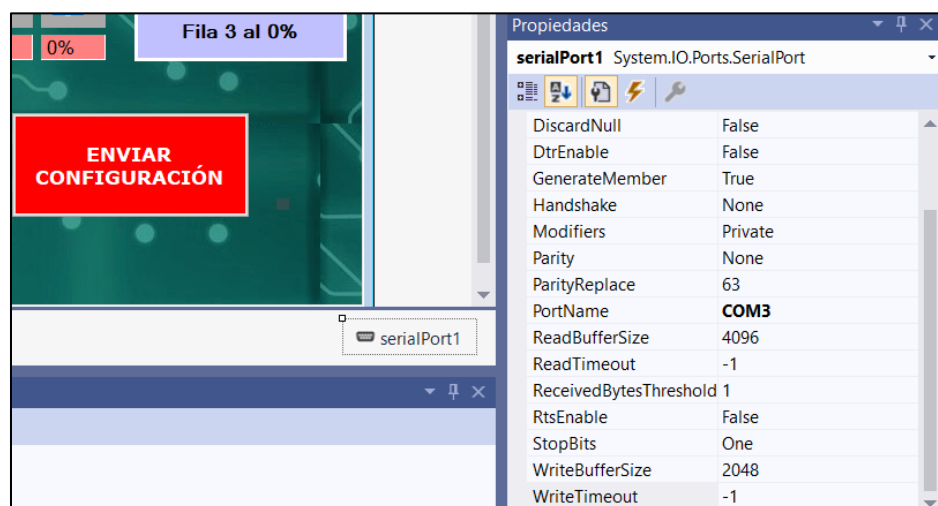 Fila 3 al 0%
0%
ENVIAR
CONFIGURACIÓN
serialPort1
Propiedades
serialPort1 System.IO.Ports.SerialPort
DiscardNull False
DtrEnable False
GenerateMember True
Handshake None
Modifiers Private
Parity None
ParityReplace 63
PortName COM3
ReadBufferSize 4096
ReadTimeout -1
ReceivedBytesThreshold 1
RtsEnable False
StopBits One
WriteBufferSize 2048
WriteTimeout -1